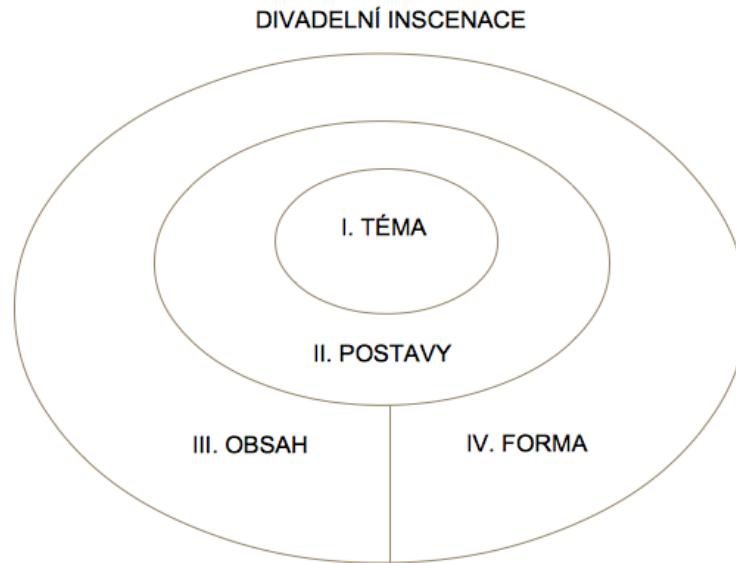 DIVADELNÍ INSCENACE
I. TÉMA
II. POSTAVY
III. OBSAH
IV. FORMA